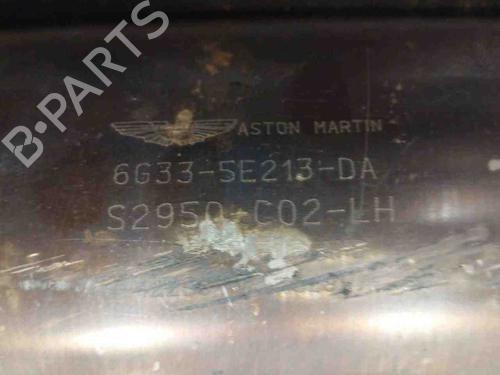 B-PARTS
ASTON MARTIN
6G33-5E213-DA
S2950-C02-LH